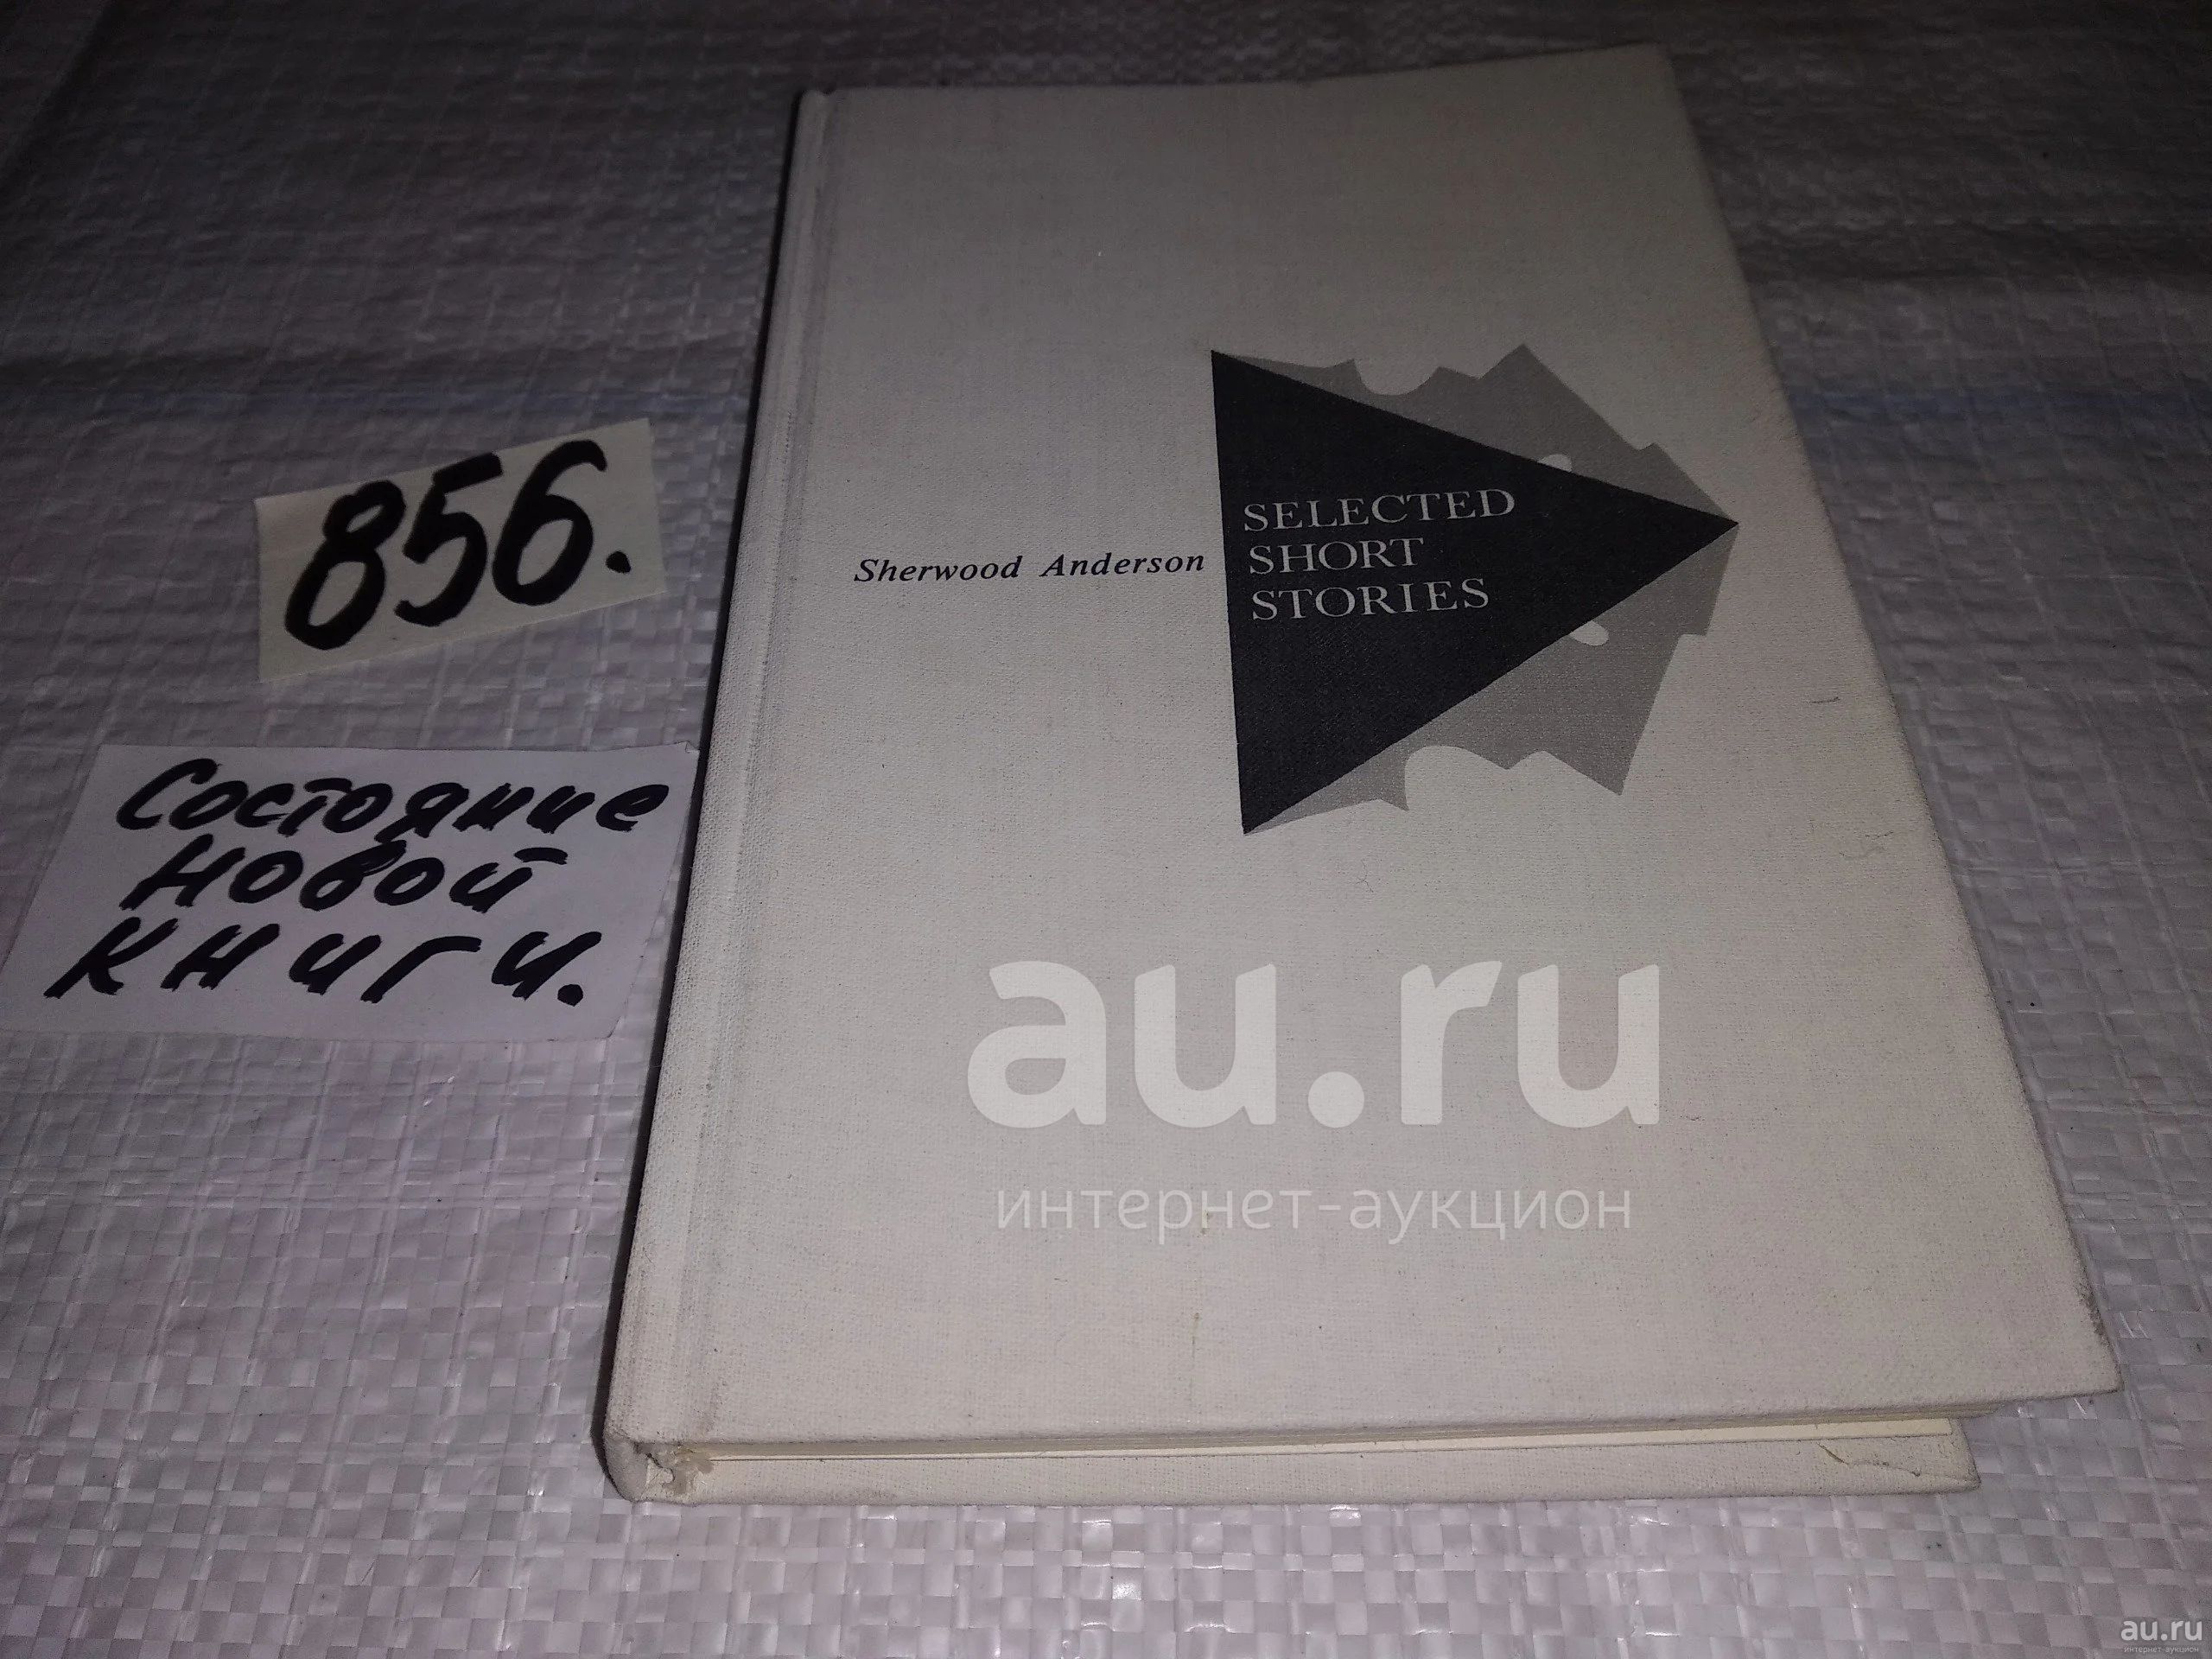 856.
Состояние
новой
книги.
Sherwood Anderson
SELECTED
SHORT
STORIES
au.ru
интернет-аукцион
au.ru
интернет-аукцион